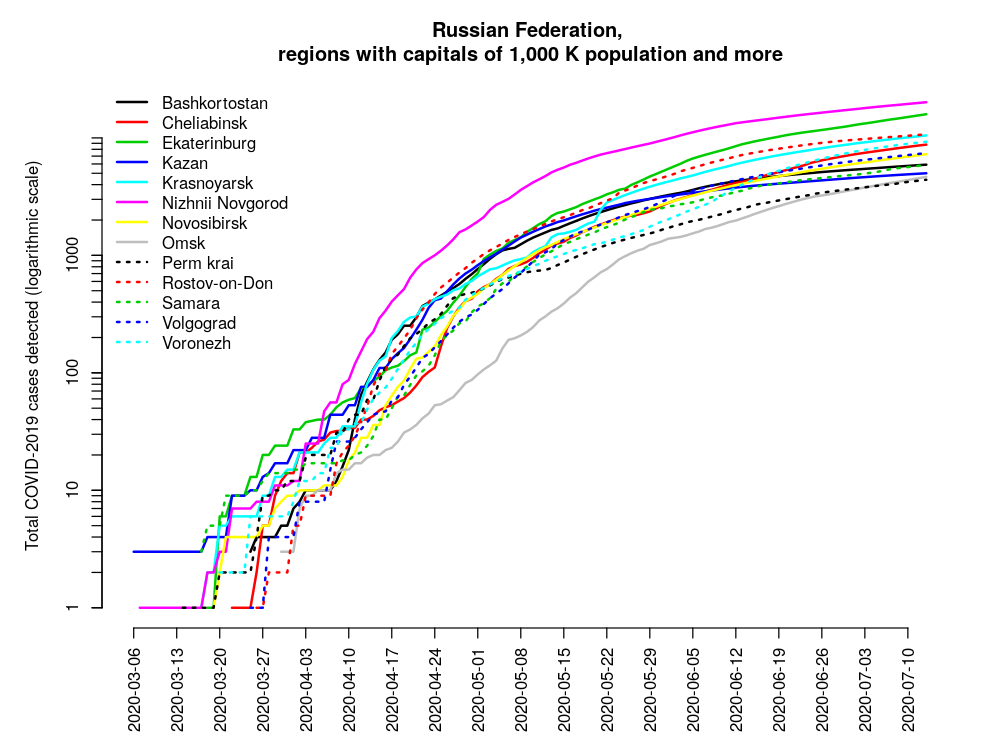 Russian Federation,
regions with capitals of 1,000 K population and more
Bashkortostan
Cheliabinsk
Ekaterinburg
Kazan
Krasnoyarsk
Nizhnii Novgorod
Novosibirsk
Omsk
Perm krai
Rostov-on-Don
Samara
Volgograd
Voronezh
Total COVID-2019 cases detected (logarithmic scale)
1000
100
10
1
2020-03-06
2020-03-13
2020-03-20
2020-03-27
2020-04-03
2020-04-10
2020-04-17
2020-04-24
2020-05-01
2020-05-08
2020-05-15
2020-05-22
2020-05-29
2020-06-05
2020-06-12
2020-06-19
2020-06-26
2020-07-03
2020-07-10